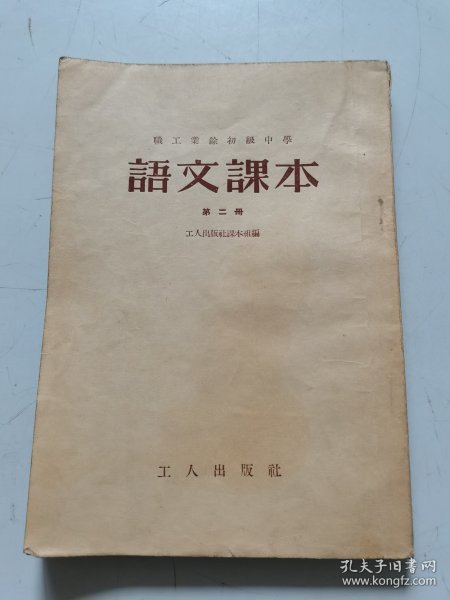 職工業餘初級中學
語文課本
第二冊
工人出版社課本組編
工人出版社
孔夫子旧书网
www.kongfz.com